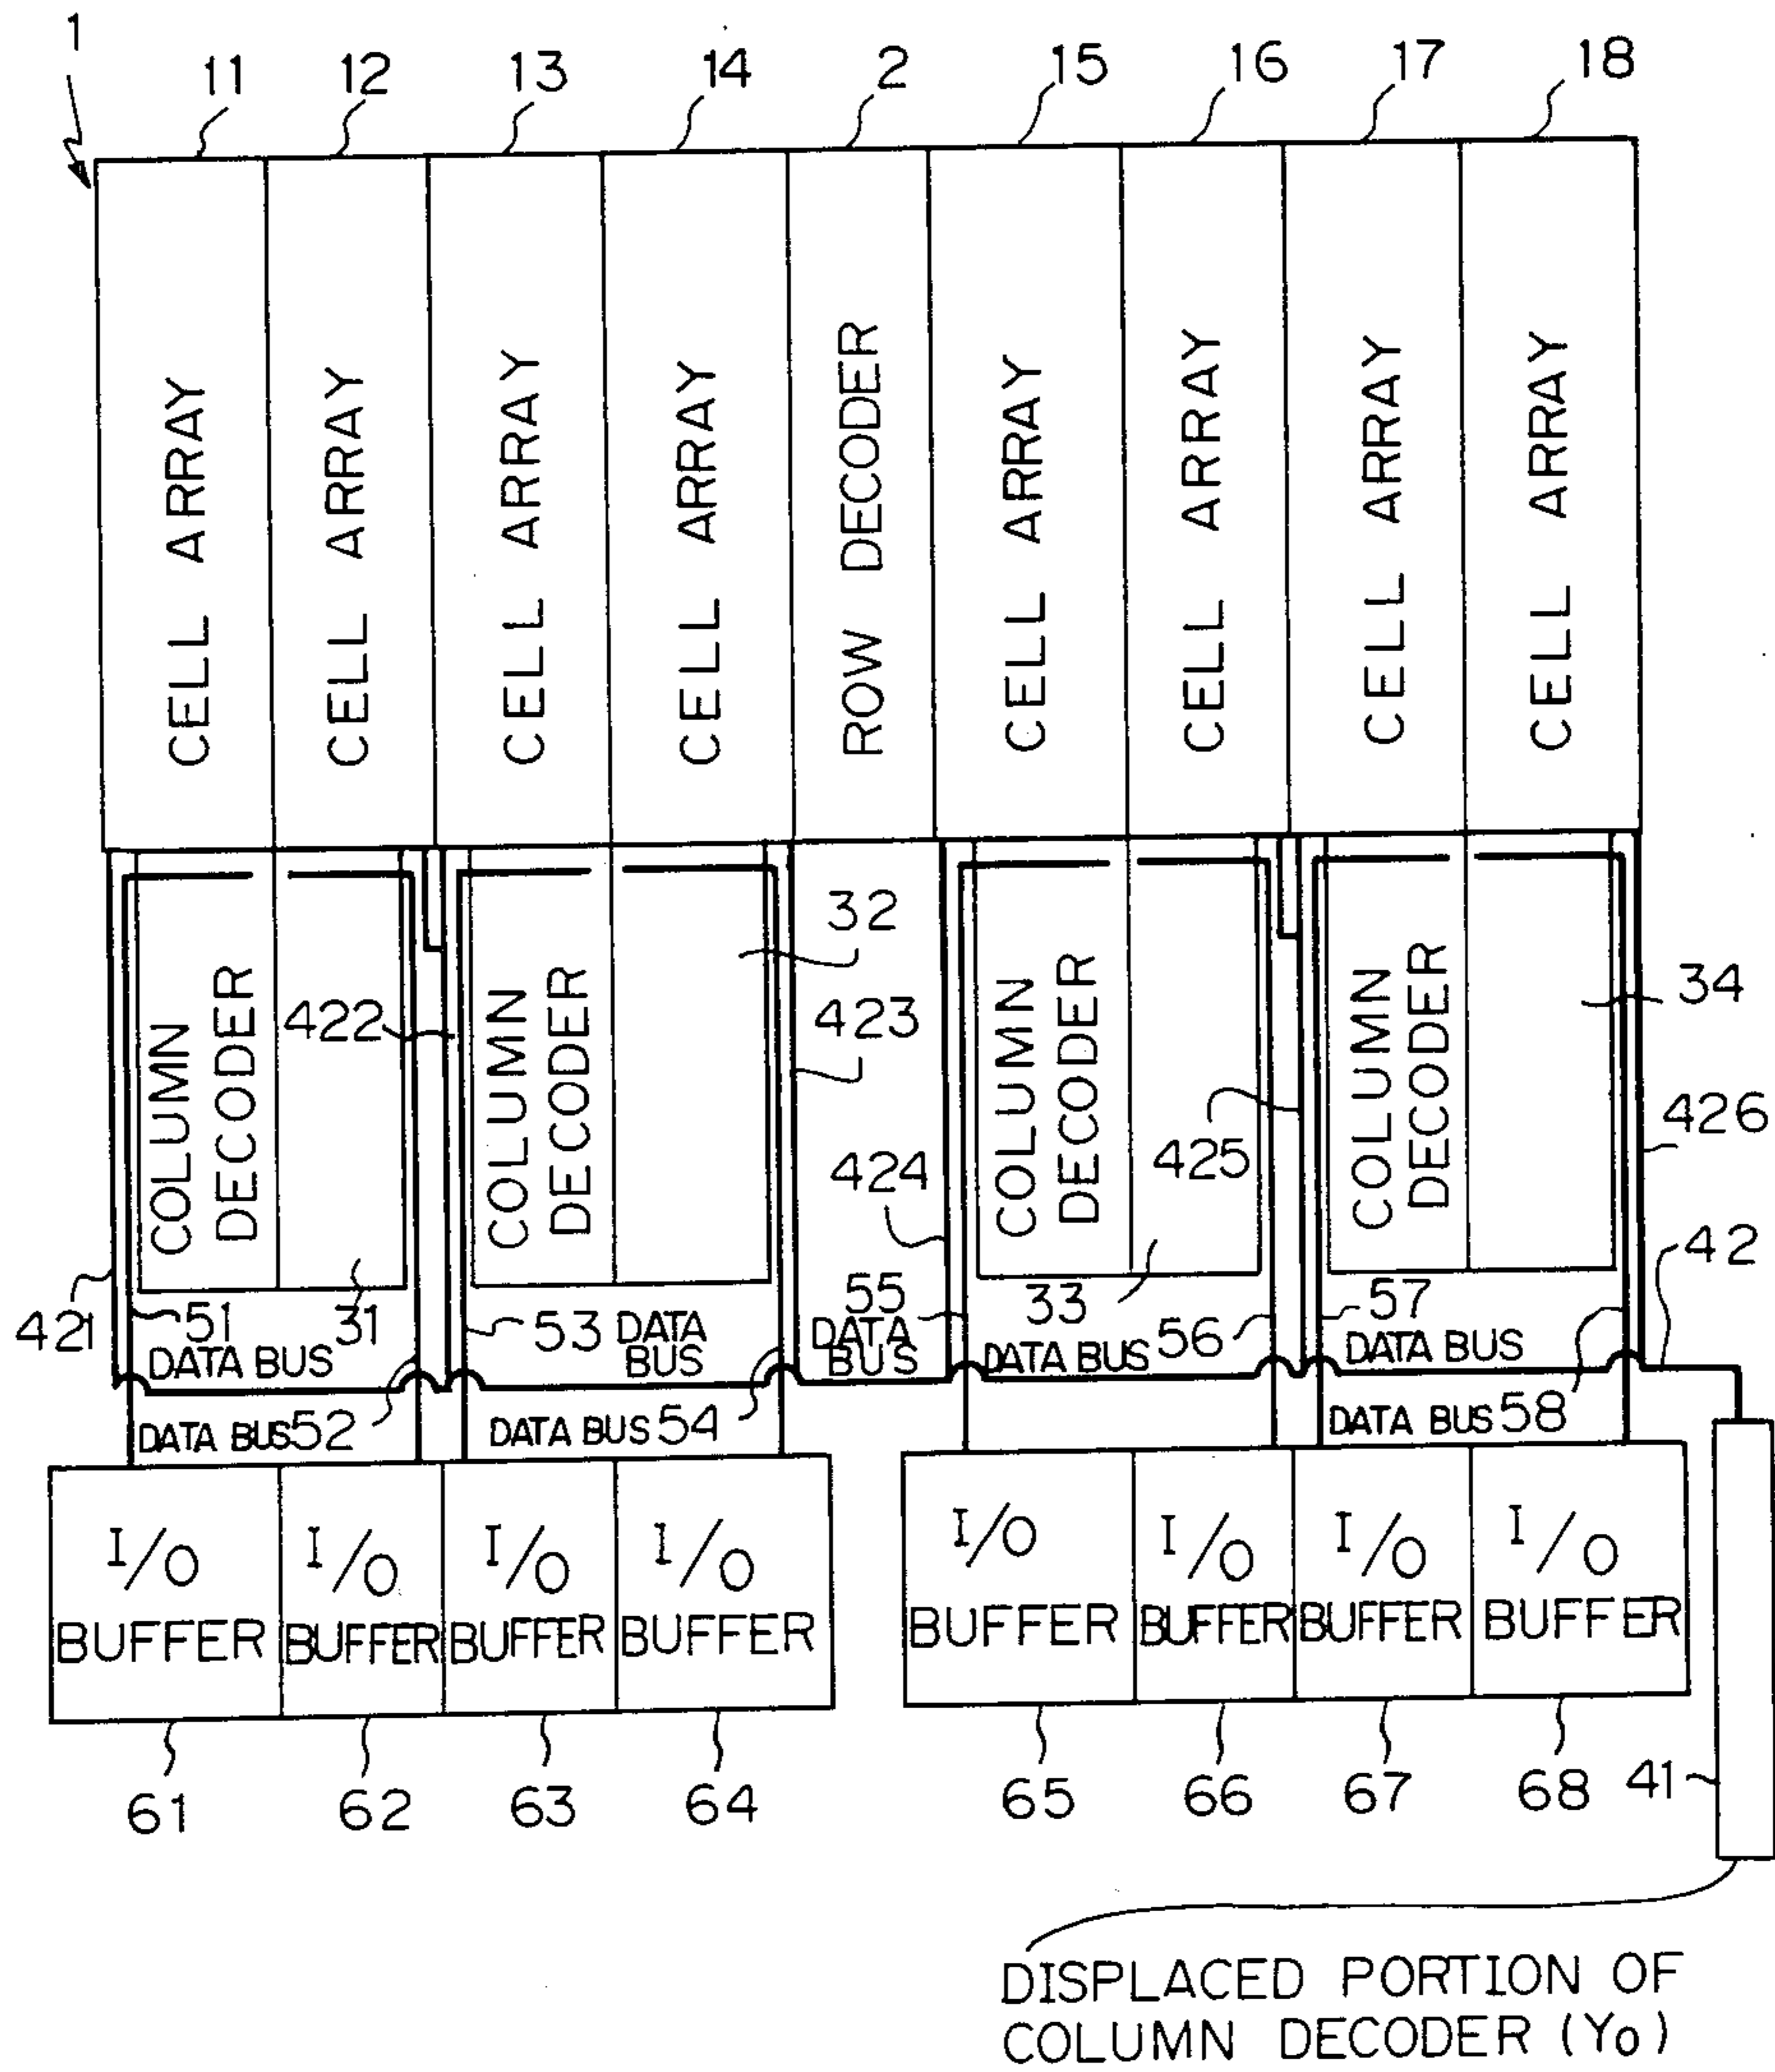 1
11 12 13 14 2 15 16 17 18
CELL ARRAY
CELL ARRAY
CELL ARRAY
CELL ARRAY
ROW DECODER
CELL ARRAY
CELL ARRAY
CELL ARRAY
CELL ARRAY
COLUMN
DECODER
422
COLUMN
DECODER
32
423
424
COLUMN
DECODER
425
COLUMN
DECODER
34
426
42
421
51
DATA BUS
31
53
DATA
BUS
55
DATA
BUS
33
DATA BUS
56
57
DATA BUS
DATA BUS 52
DATA BUS 54
DATA BUS 58
I/O
BUFFER
I/O
BUFFER
I/O
BUFFER
I/O
BUFFER
I/O
BUFFER
I/O
BUFFER
I/O
BUFFER
I/O
BUFFER
61 62 63 64 65 66 67 68 41
DISPLACED PORTION OF
COLUMN DECODER (Y0)